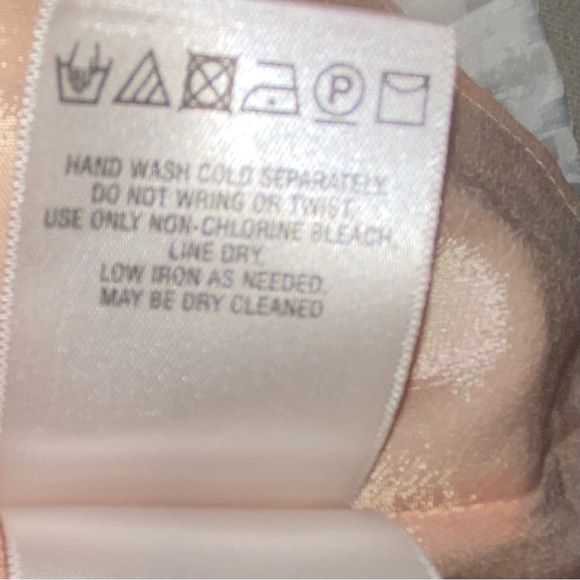 P
HAND WASH COLD SEPARATELY.
DO NOT WRING OR TWIST.
USE ONLY NON-CHLORINE BLEACH.
LINE DRY.
LOW IRON AS NEEDED.
MAY BE DRY CLEANED